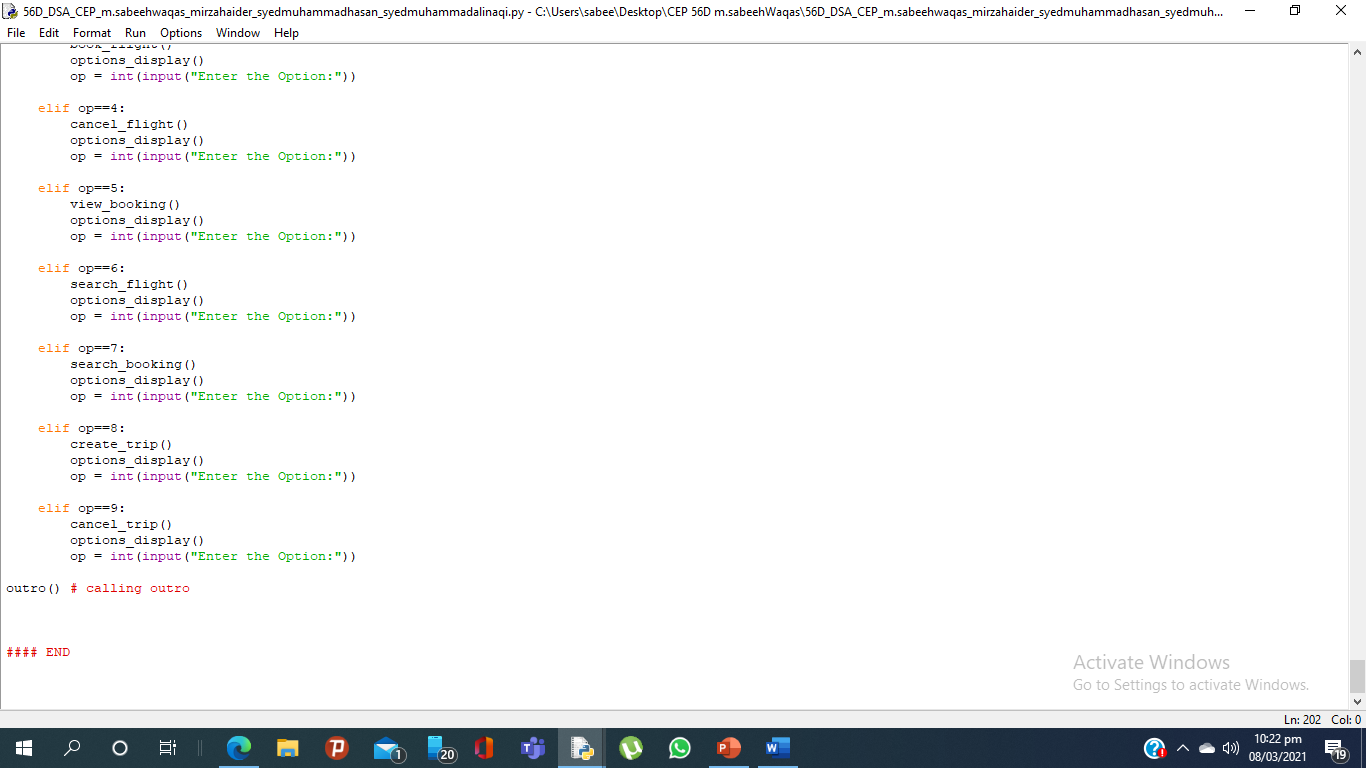 56D_DSA_CEP_m.sabeehwaqas_mirzahaider_syedmuhammadhasan_syedmuhammadalinaqi.py - C:\Users\sabee\Desktop\CEP 56D m.sabeehWaqas\56D_DSA_CEP_m.sabeehwaqas_mirzahaider_syedmuhammadhasan_syedmuh...
File Edit Format Run Options Window Help
book_flight()
options_display()
op = int(input("Enter the Option:"))
elif op==4:
cancel_flight()
options_display()
op = int(input("Enter the Option:"))
elif op==5:
view_booking()
options_display()
op = int(input("Enter the Option:"))
elif op==6:
search_flight()
options_display()
op = int(input("Enter the Option:"))
elif op==7:
search_booking()
options_display()
op = int(input("Enter the Option:"))
elif op==8:
create_trip()
options_display()
op = int(input("Enter the Option:"))
elif op==9:
cancel_trip()
options_display()
op = int(input("Enter the Option:"))
outro() # calling outro
#### END
Activate Windows
Go to Settings to activate Windows.
Ln: 202 Col: 0
1
20
10:22 pm
08/03/2021
19